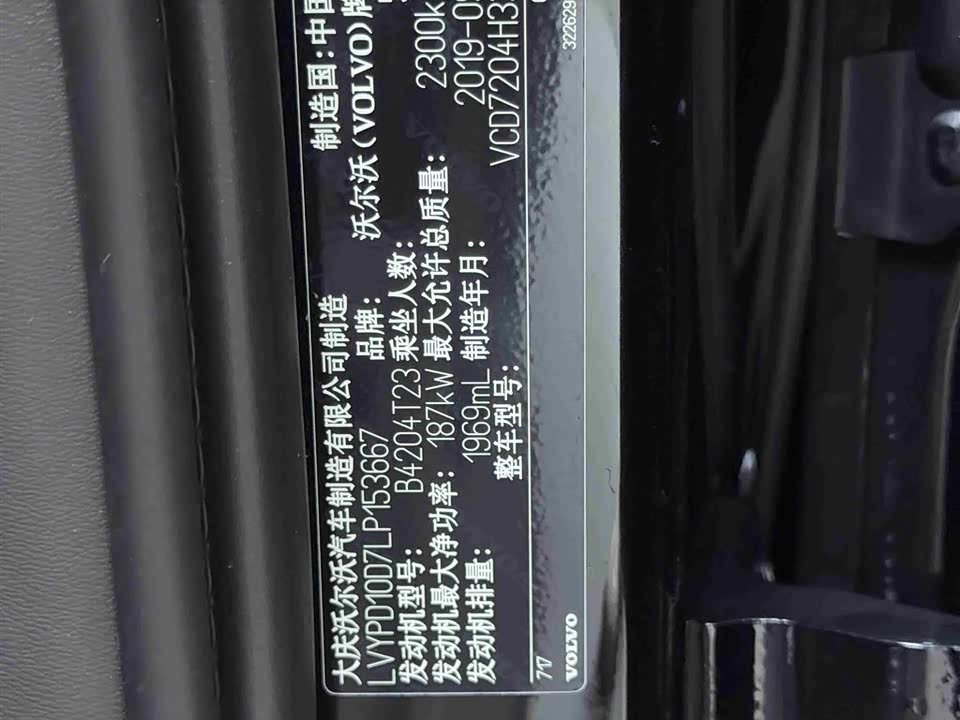 大庆沃尔沃汽车制造有限公司制造 制造国:中国
LVYPD10D7LP153667 品牌: 沃尔沃(VOLVO)牌
发动机型号: B4204T23 乘坐人数:
发动机最大净功率: 187kW 最大允许总质量: 2300k
发动机排量: 1969mL 制造年月: 2019-0
整车型号: VCD7204H3
717
VOLVO 322629